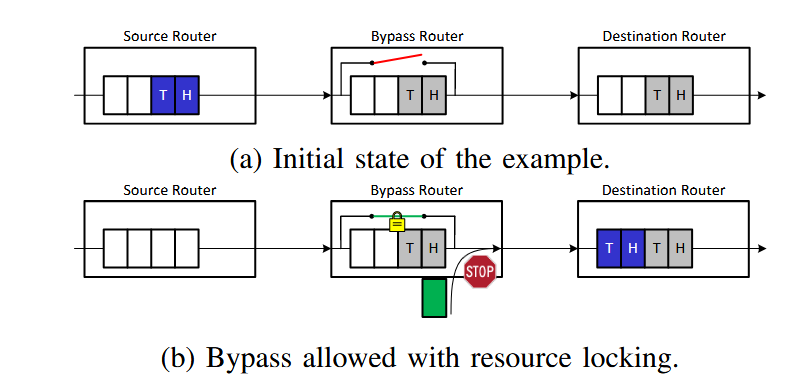 Source Router Bypass Router Destination Router
T H T H T H
(a) Initial state of the example.
Source Router Bypass Router Destination Router
T H T H T H
STOP
(b) Bypass allowed with resource locking.